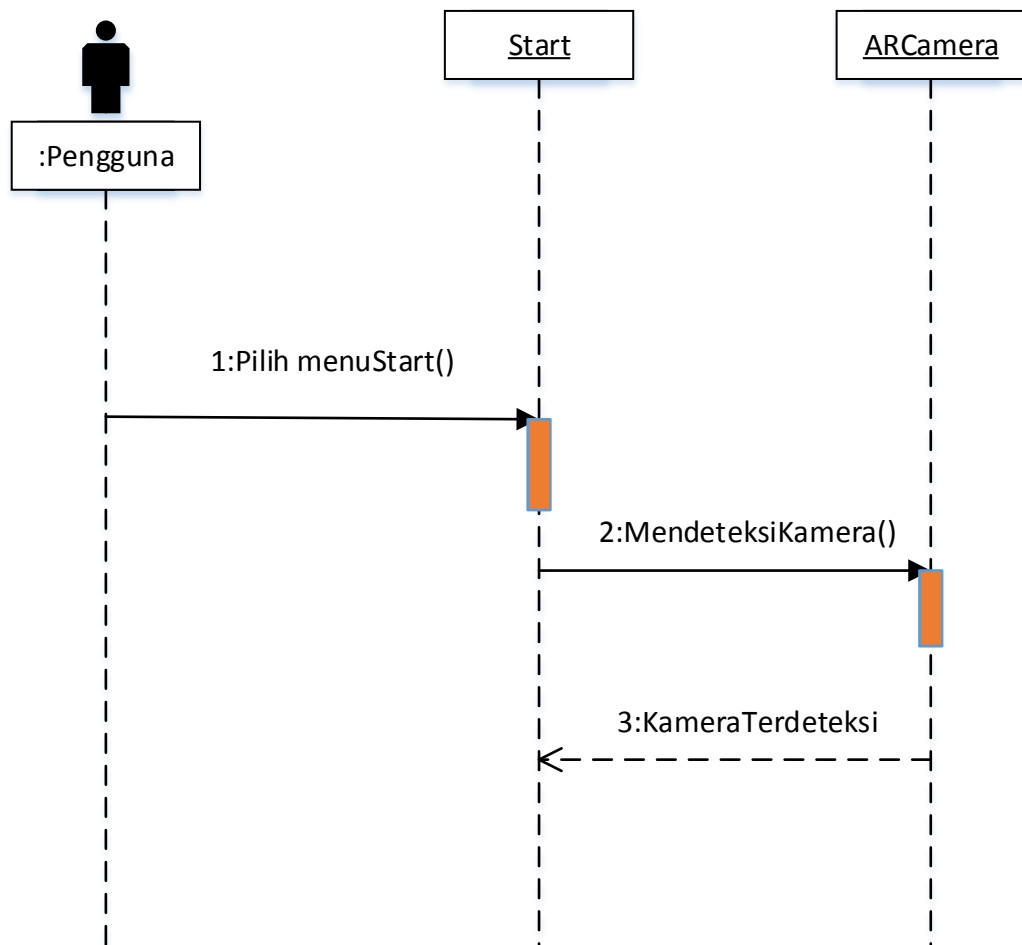 Start
ARCamera
:Pengguna
1:Pilih menuStart()
2:MendeteksiKamera()
3:KameraTerdeteksi